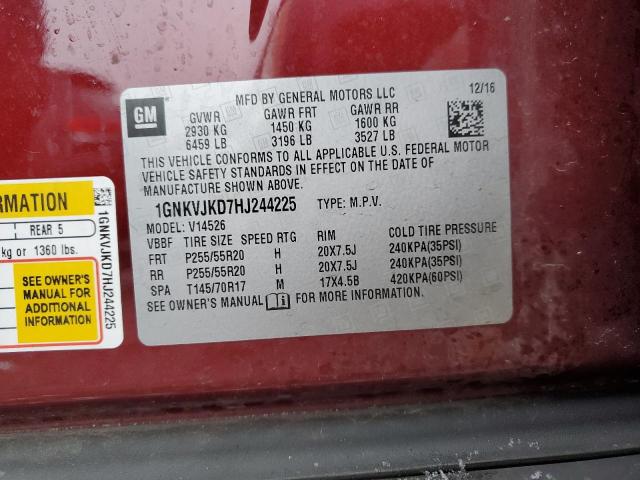 MFD BY GENERAL MOTORS LLC 12/16
GM
GVWR GAWR FRT GAWR RR
2930 KG 1450 KG 1600 KG
6459 LB 3196 LB 3527 LB
THIS VEHICLE CONFORMS TO ALL APPLICABLE U.S. FEDERAL MOTOR
VEHICLE SAFETY STANDARDS IN EFFECT ON THE DATE OF
MANUFACTURE SHOWN ABOVE.
1GNKVJKD7HJ244225 TYPE: M.P.V.
MODEL: V14526
VBBF TIRE SIZE SPEED RTG RIM COLD TIRE PRESSURE
FRT P255/55R20 H 20X7.5J 240KPA(35PSI)
RR P255/55R20 H 20X7.5J 240KPA(35PSI)
SPA T145/70R17 M 17X4.5B 420KPA(60PSI)
SEE OWNER'S MANUAL FOR MORE INFORMATION.
RMATION
REAR 5
kg or 1360 lbs.
SEE OWNER'S
MANUAL FOR
ADDITIONAL
INFORMATION
1GNKVJKD7HJ244225